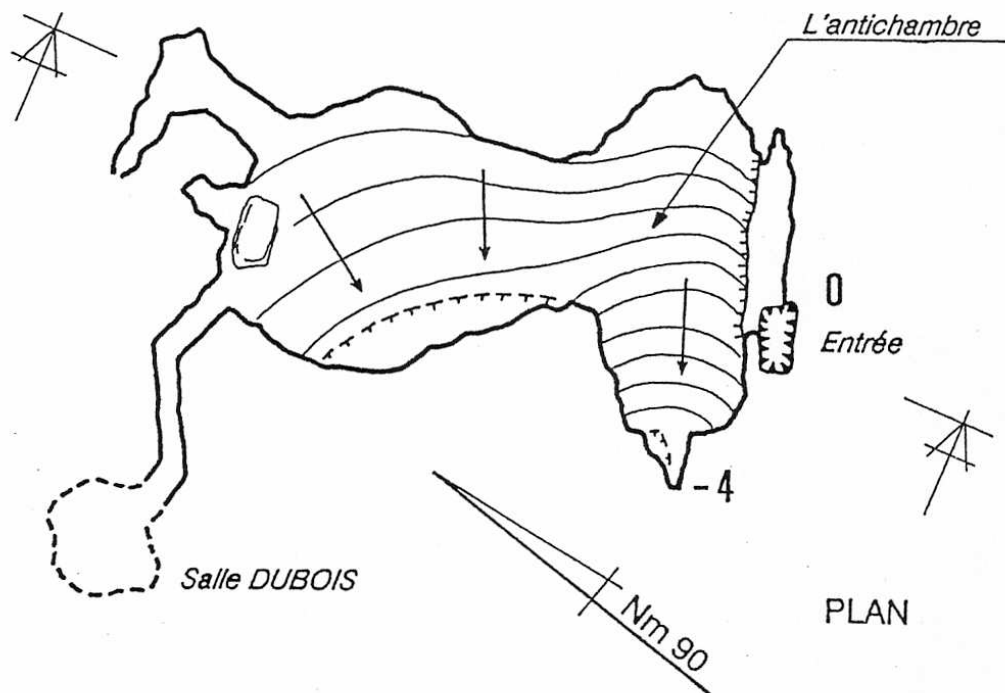 L'antichambre
0
Entrée
-4
Salle DUBOIS
Nm 90
PLAN